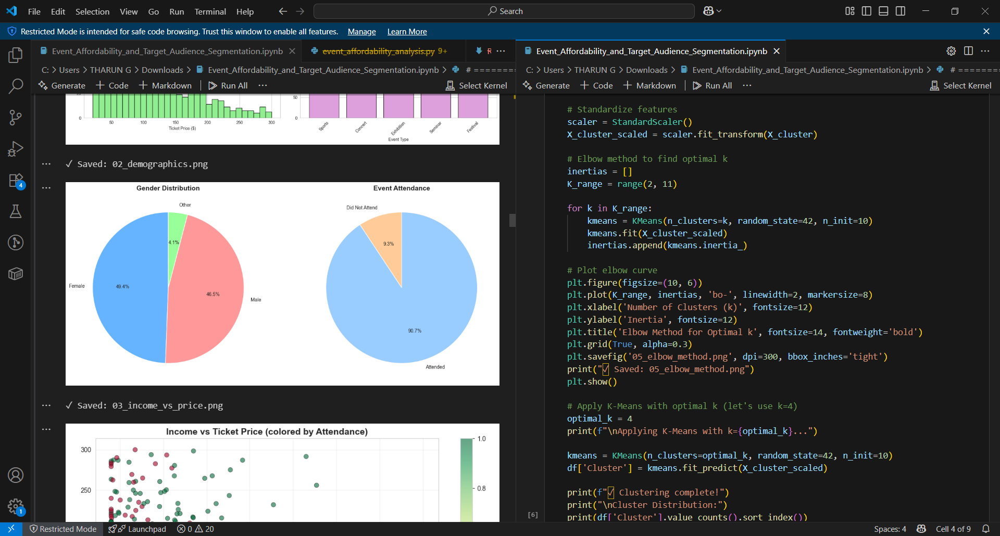 File Edit Selection View Go Run Terminal Help
Search
Restricted Mode is intended for safe code browsing. Trust this window to enable all features. Manage Learn More
Event_Affordability_and_Target_Audience_Segmentation.ipynb
event_affordability_analysis.py 9+
C: > Users > THARUN G > Downloads > Event_Affordability_and_Target_Audience_Segmentation.ipynb > # ========
Generate + Code + Markdown Run All ... Select Kernel
50
0
50 100 150 200 250 300
Ticket Price ($)
0
Sports Concert Exhibition Seminar Festival
Event Type
✓ Saved: 02_demographics.png
Gender Distribution
Other
4.1%
Female
49.4%
46.5%
Male
Event Attendance
Did Not Attend
9.3%
90.7%
Attended
✓ Saved: 03_income_vs_price.png
Income vs Ticket Price (colored by Attendance)
300
250
1.0
0.8
Event_Affordability_and_Target_Audience_Segmentation.ipynb
C: > Users > THARUN G > Downloads > Event_Affordability_and_Target_Audience_Segmentation.ipynb > # ========
Generate + Code + Markdown Run All ... Select Kernel
# Standardize features
scaler = StandardScaler()
X_cluster_scaled = scaler.fit_transform(X_cluster)
# Elbow method to find optimal k
inertias = []
K_range = range(2, 11)
for k in K_range:
kmeans = KMeans(n_clusters=k, random_state=42, n_init=10)
kmeans.fit(X_cluster_scaled)
inertias.append(kmeans.inertia_)
# Plot elbow curve
plt.figure(figsize=(10, 6))
plt.plot(K_range, inertias, 'bo-', linewidth=2, markersize=8)
plt.xlabel('Number of Clusters (k)', fontsize=12)
plt.ylabel('Inertia', fontsize=12)
plt.title('Elbow Method for Optimal k', fontsize=14, fontweight='bold')
plt.grid(True, alpha=0.3)
plt.savefig('05_elbow_method.png', dpi=300, bbox_inches='tight')
print("✓ Saved: 05_elbow_method.png")
plt.show()
# Apply K-Means with optimal k (let's use k=4)
optimal_k = 4
print(f"\nApplying K-Means with k={optimal_k}...")
kmeans = KMeans(n_clusters=optimal_k, random_state=42, n_init=10)
df['Cluster'] = kmeans.fit_predict(X_cluster_scaled)
print(f"✓ Clustering complete!")
print("\nCluster Distribution:")
print(df['Cluster'].value_counts().sort_index())
[6]
4
1
Restricted Mode Launchpad 0 20
Spaces: 4 Cell 4 of 9